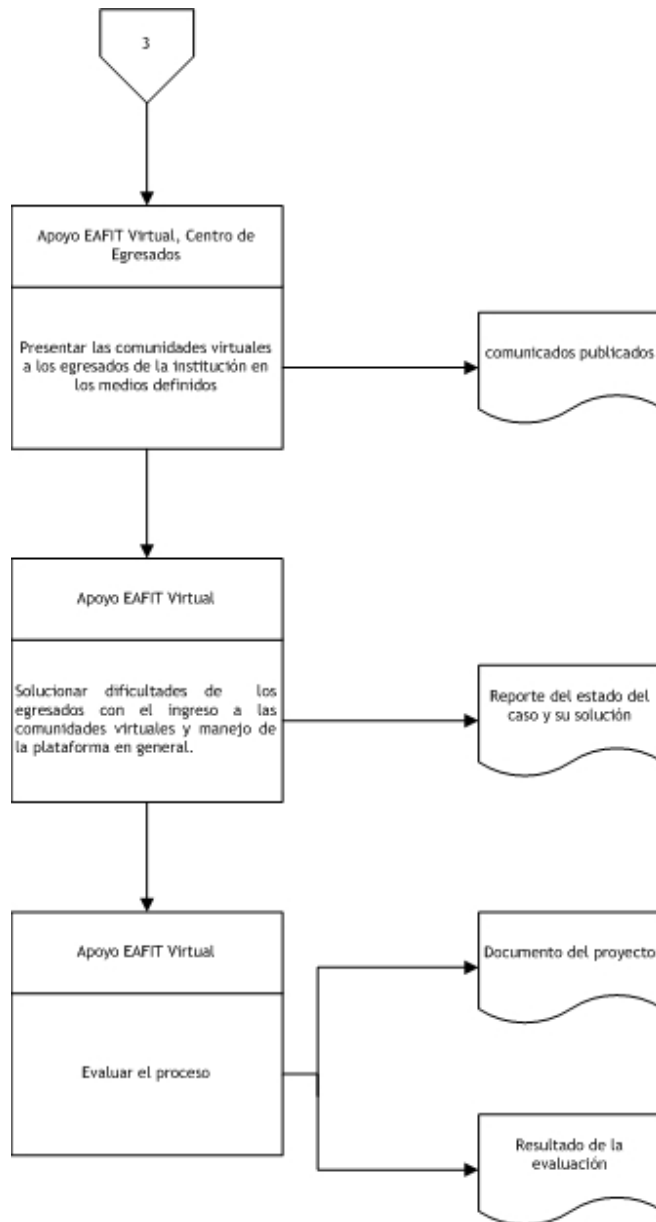 3
Apoyo EAFIT Virtual, Centro de
Egresados
Presentar las comunidades virtuales
a los egresados de la institución en
los medios definidos
comunicados publicados
Apoyo EAFIT Virtual
Solucionar dificultades de los
egresados con el ingreso a las
comunidades virtuales y manejo de
la plataforma en general.
Reporte del estado del
caso y su solución
Apoyo EAFIT Virtual
Evaluar el proceso
Documento del proyecto
Resultado de la
evaluación